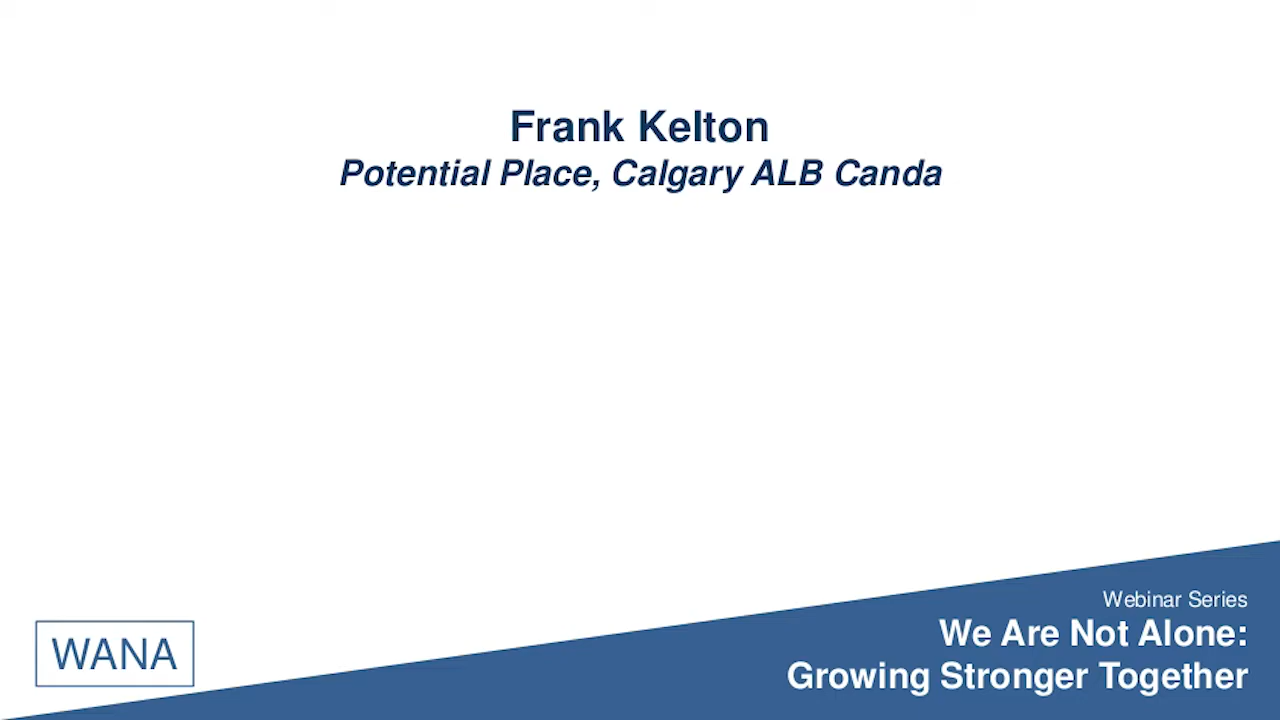 Frank Kelton
Potential Place, Calgary ALB Canda
Webinar Series
We Are Not Alone:
Growing Stronger Together
WANA